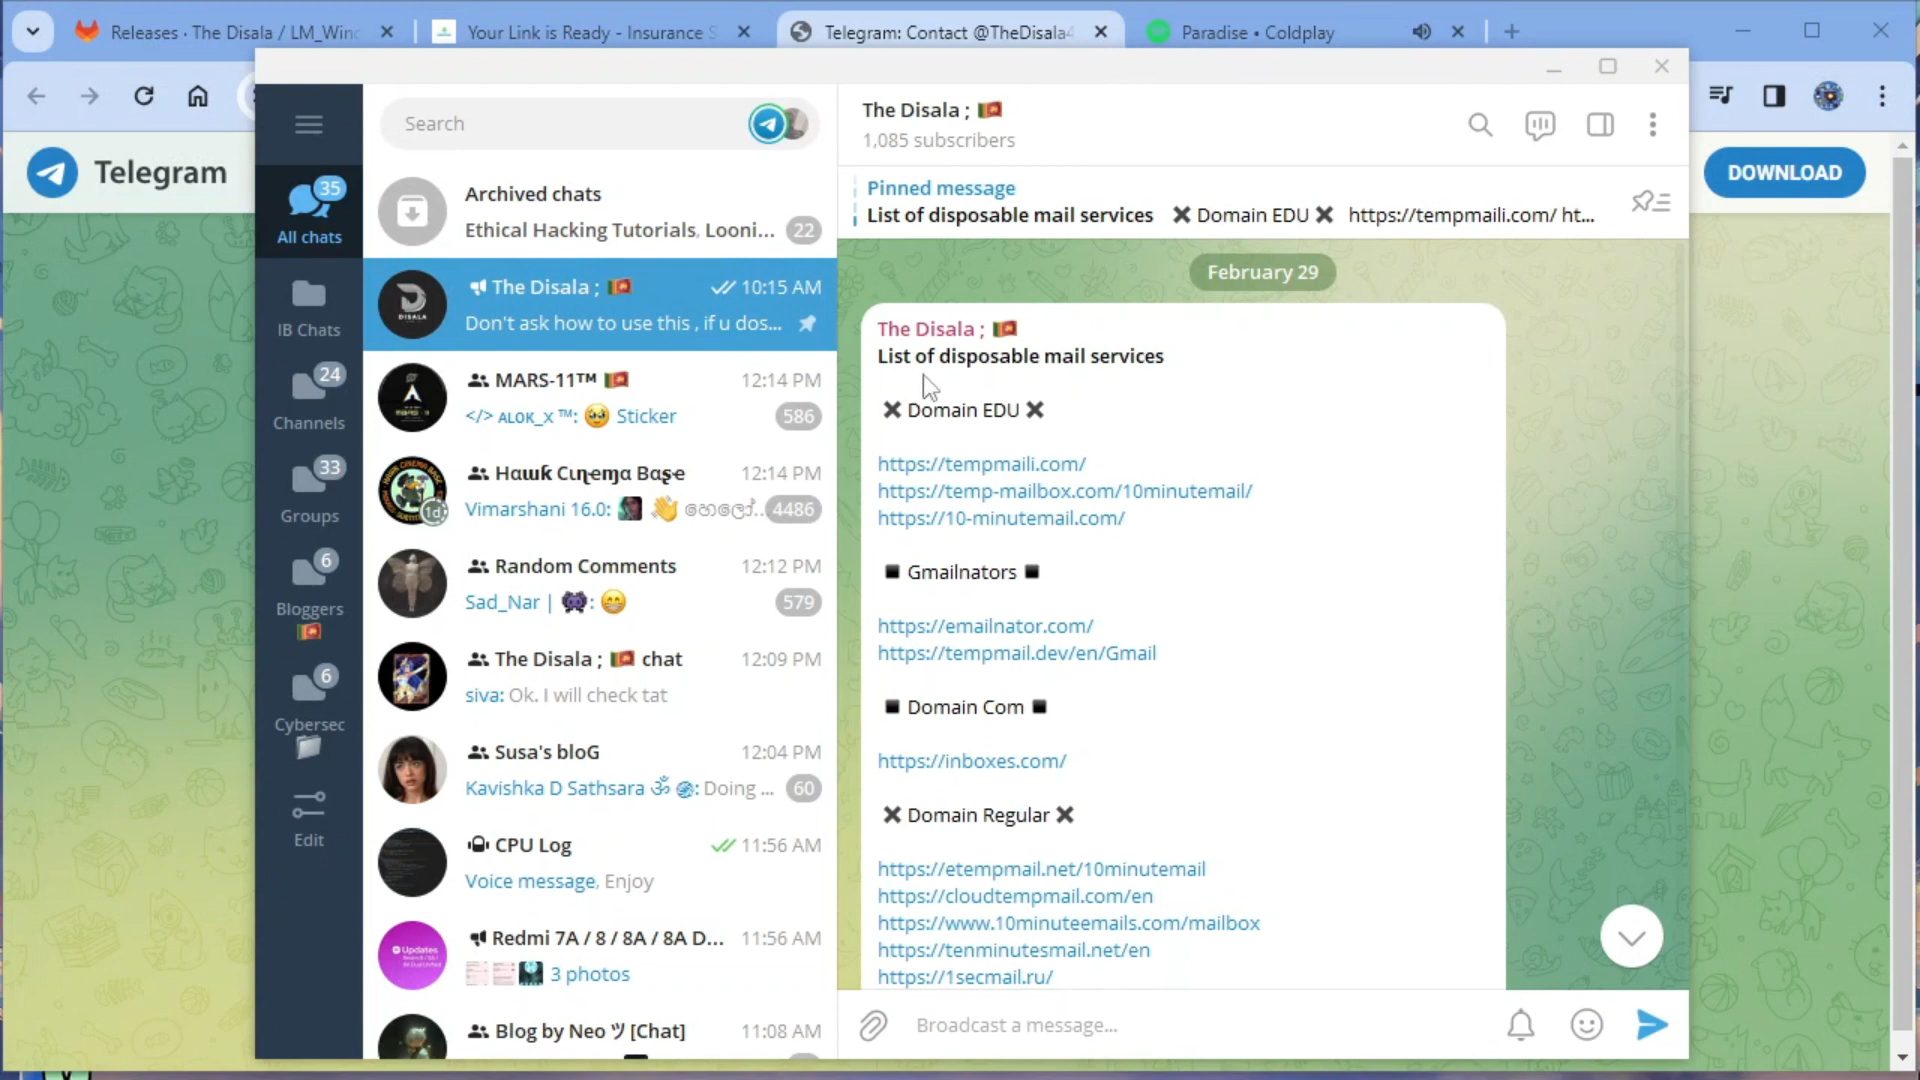 Releases · The Disala / LM_Winc
Your Link is Ready - Insurance S
Telegram: Contact @TheDisala4
Paradise • Coldplay
Telegram
DOWNLOAD
35
All chats
IB Chats
24
Channels
33
Groups
6
Bloggers
6
Cybersec
Edit
Search
Archived chats
Ethical Hacking Tutorials, Looni...
22
The Disala ;
10:15 AM
Don't ask how to use this , if u dos...
MARS-11™
12:14 PM
</> ᴀʟᴏᴋ_x ™: Sticker
586
Hαɯƙ Cιɳҽɱα Bαʂҽ
12:14 PM
1d
Vimarshani 16.0: හෙලෝ..
4486
Random Comments
12:12 PM
Sad_Nar | :
579
The Disala ; chat
12:09 PM
siva: Ok. I will check tat
Susa's bloG
12:04 PM
Kavishka D Sathsara ॐ : Doing ...
60
CPU Log
11:56 AM
Voice message, Enjoy
Redmi 7A / 8 / 8A / 8A D...
11:56 AM
3 photos
Blog by Neo ツ [Chat]
11:08 AM
The Disala ;
1,085 subscribers
Pinned message
List of disposable mail services ✖ Domain EDU ✖ https://tempmaili.com/ ht...
February 29
The Disala ;
List of disposable mail services
✖ Domain EDU ✖
https://tempmaili.com/
https://temp-mailbox.com/10minutemail/
https://10-minutemail.com/
◾ Gmailnators ◾
https://emailnator.com/
https://tempmail.dev/en/Gmail
◾ Domain Com ◾
https://inboxes.com/
✖ Domain Regular ✖
https://etempmail.net/10minutemail
https://cloudtempmail.com/en
https://www.10minuteemails.com/mailbox
https://tenminutesmail.net/en
https://1secmail.ru/
Broadcast a message...